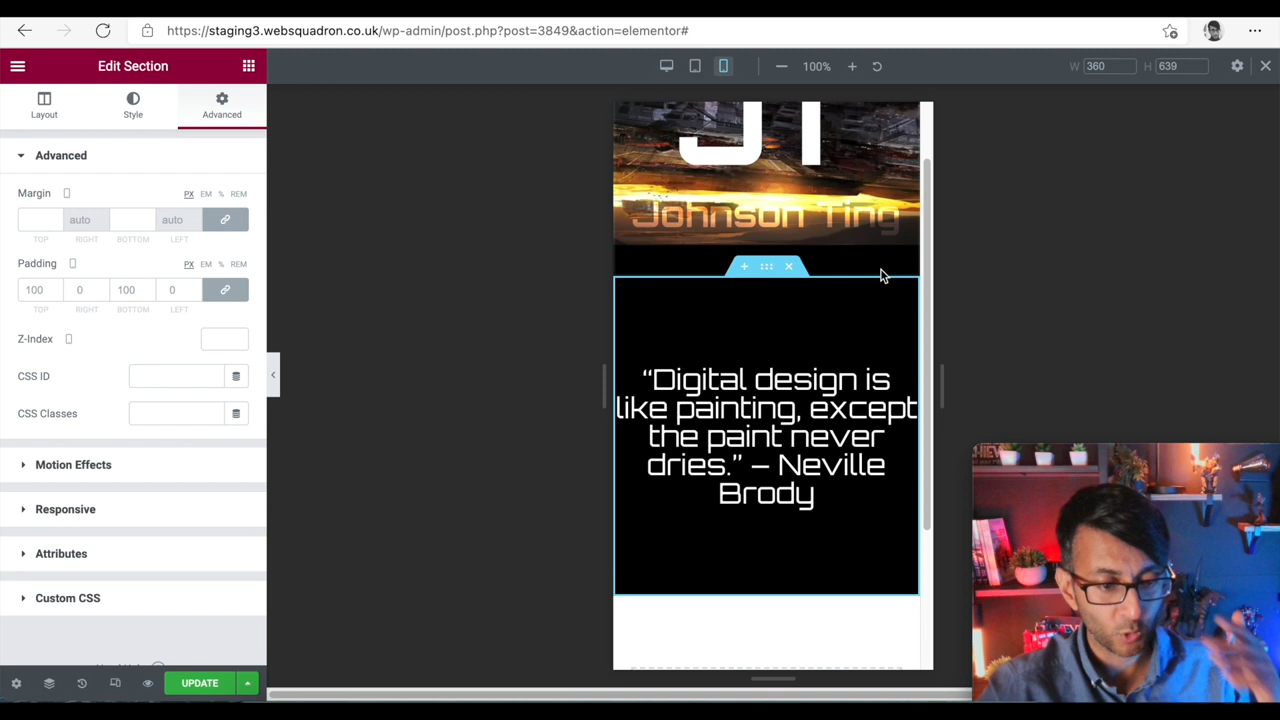 https://staging3.websquadron.co.uk/wp-admin/post.php?post=3849&action=elementor#
Edit Section
100%
W 360 H 639
Layout
Style
Advanced
Advanced
Margin
PX EM % REM
auto auto
TOP RIGHT BOTTOM LEFT
Padding
PX EM % REM
100 0 100 0
TOP RIGHT BOTTOM LEFT
Z-Index
CSS ID
CSS Classes
Motion Effects
Responsive
Attributes
Custom CSS
UPDATE
JT
Johnson Ting
“Digital design is
like painting, except
the paint never
dries.” – Neville
Brody